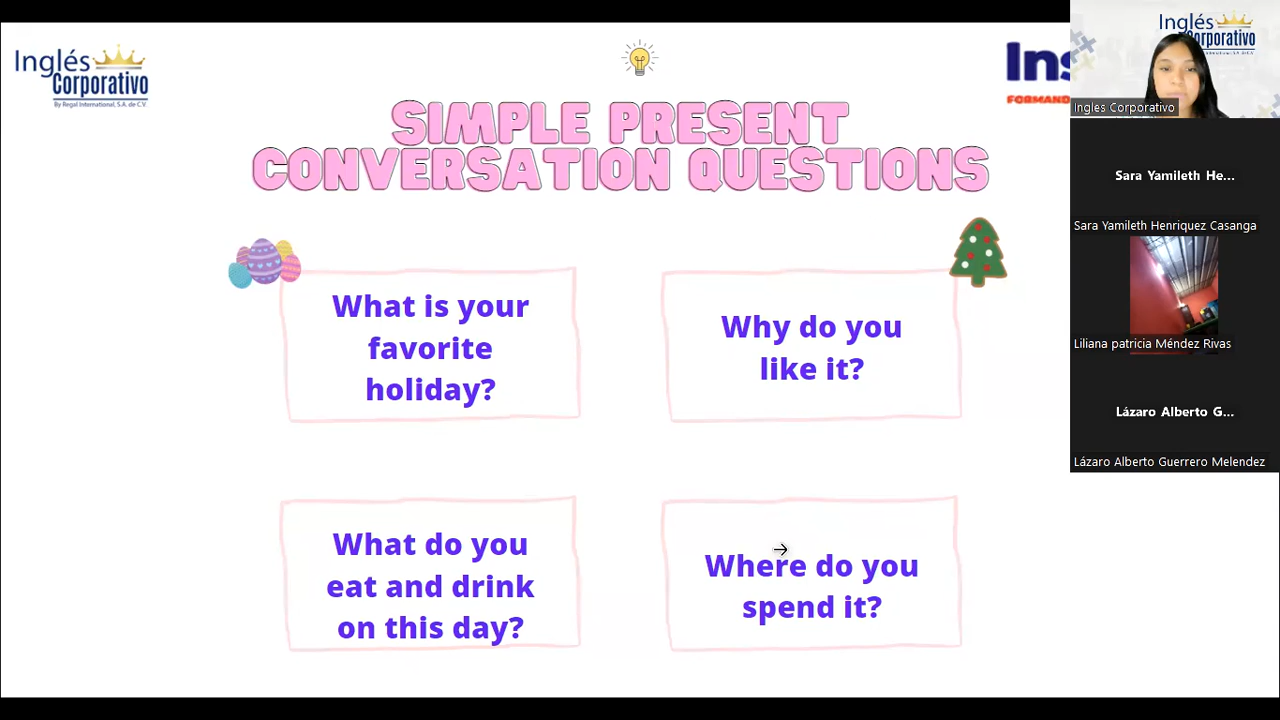 Inglés
Corporativo
By Regal International, S.A. de C.V.
SIMPLE PRESENT
CONVERSATION QUESTIONS
What is your
favorite
holiday?
Why do you
like it?
What do you
eat and drink
on this day?
Where do you
spend it?
Ins
FORMAND
Inglés
Corporativo
Ingles Corporativo
Sara Yamileth He...
Sara Yamileth Henriquez Casanga
Liliana patricia Méndez Rivas
Lázaro Alberto G...
Lázaro Alberto Guerrero Melendez